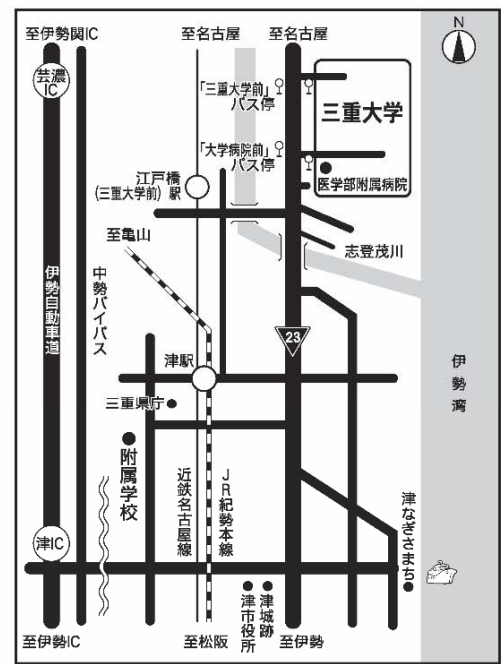 至伊勢関IC
至名古屋
至名古屋
N
芸濃
IC
「三重大学前」
バス停
三重大学
「大学病院前」
バス停
医学部附属病院
江戸橋
(三重大学前)駅
至亀山
志登茂川
伊勢自動車道
中勢バイパス
23
津駅
伊勢湾
三重県庁
附属学校
近鉄名古屋線
JR紀勢本線
津なぎさまち
津IC
津市役所
津城跡
至伊勢IC
至松阪
至伊勢